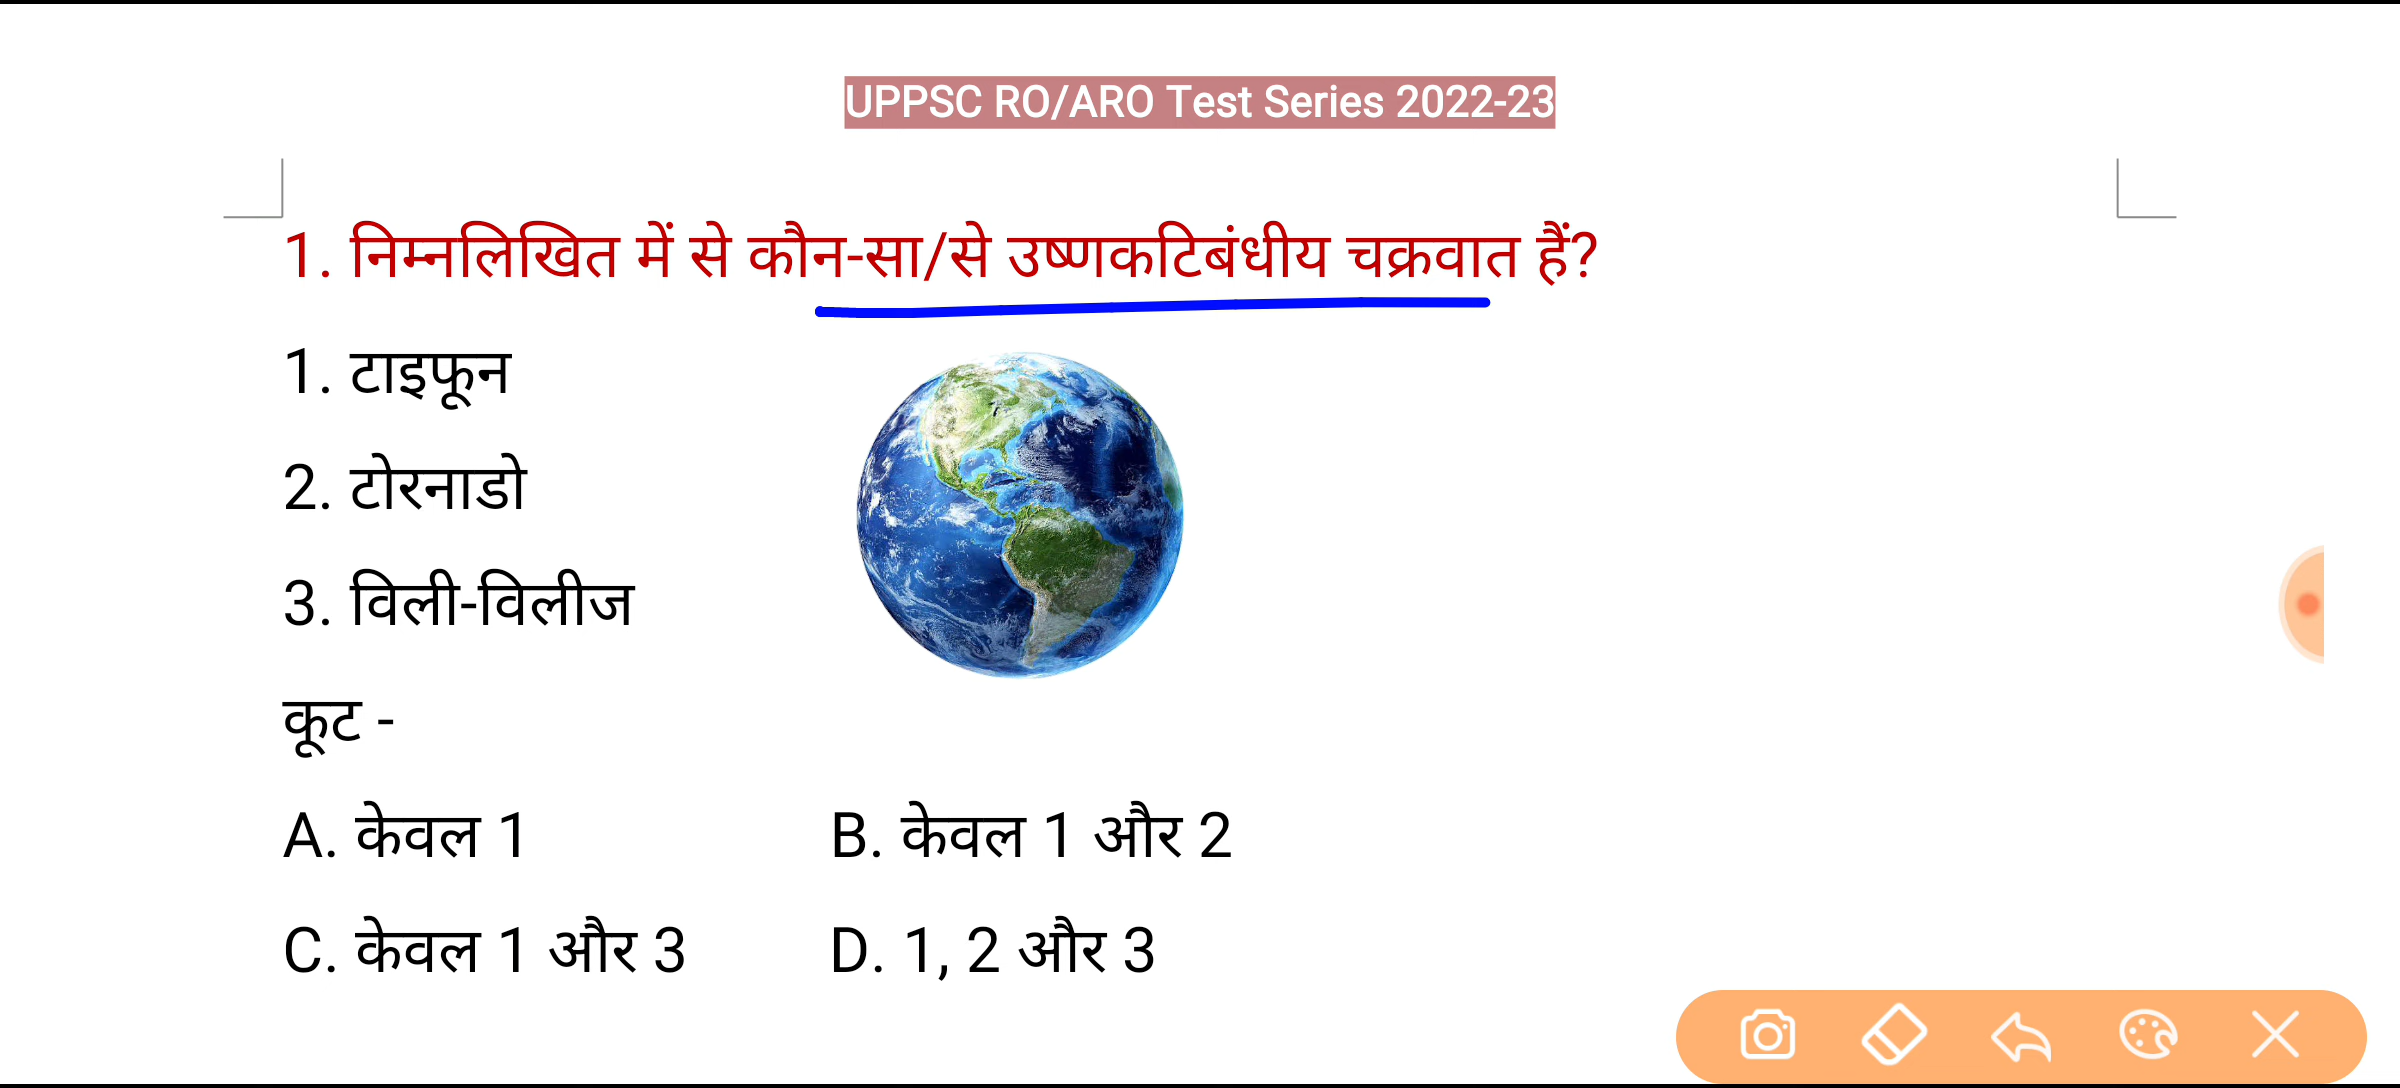 UPPSC RO/ARO Test Series 2022-23
1. निम्नलिखित में से कौन-सा/से उष्णकटिबंधीय चक्रवात हैं?
1. टाइफून
2. टोरनाडो
3. विली-विलीज
कूट -
A. केवल 1 B. केवल 1 और 2
C. केवल 1 और 3 D. 1, 2 और 3